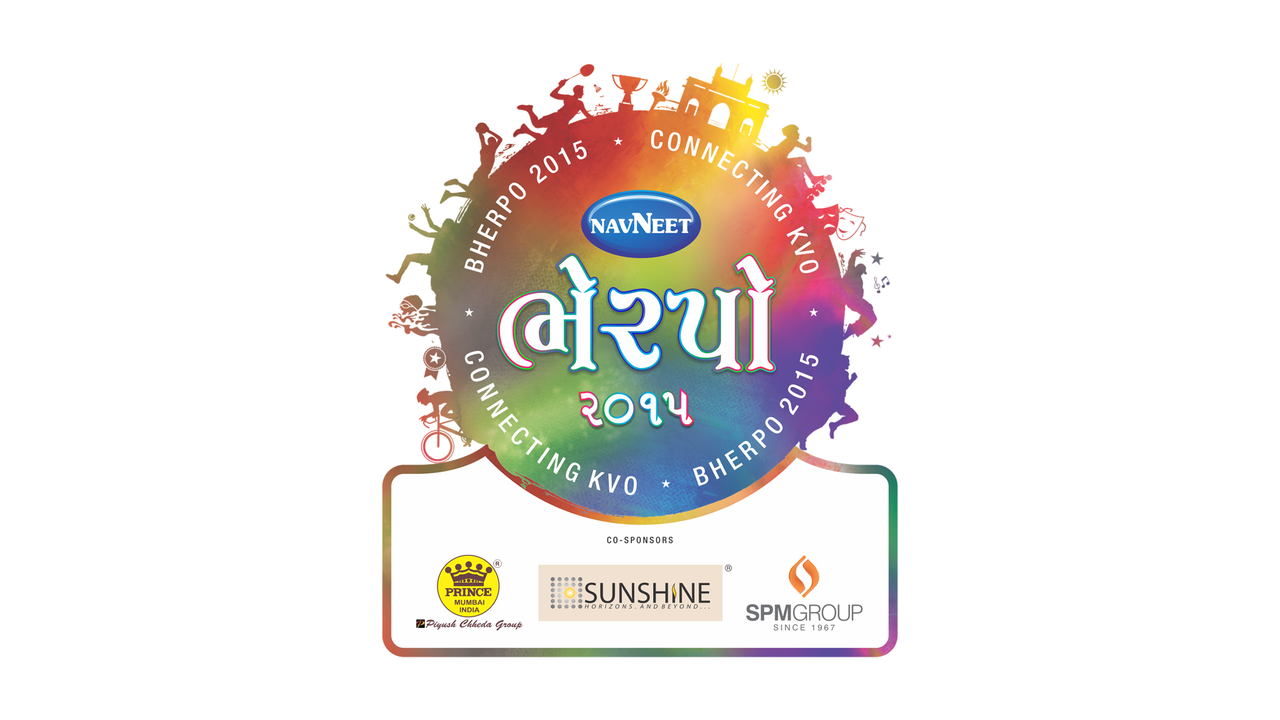 BHERPO 2015 ★ CONNECTING KVO
NAVNEET
ભેરપો
૨૦૧૫
★ CONNECTING KVO ★ BHERPO 2015 ★
CO-SPONSORS
®
PRINCE
MUMBAI
INDIA
Piyush Chheda Group
SUNSHINE ®
HORIZONS. AND BEYOND...
SPMGROUP
SINCE 1967